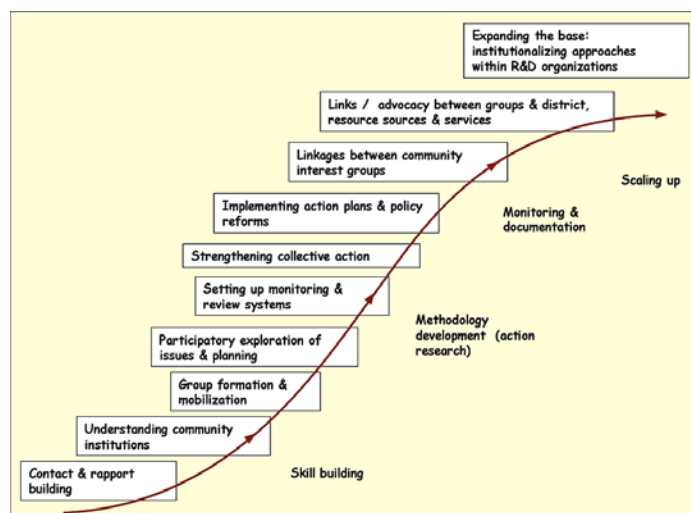 Expanding the base:
institutionalizing approaches
within R&D organizations
Links / advocacy between groups & district,
resource sources & services
Linkages between community
interest groups
Scaling up
Implementing action plans & policy
reforms
Monitoring &
documentation
Strengthening collective action
Setting up monitoring &
review systems
Methodology
development (action
research)
Participatory exploration of
issues & planning
Group formation &
mobilization
Understanding community
institutions
Contact & rapport
building
Skill building